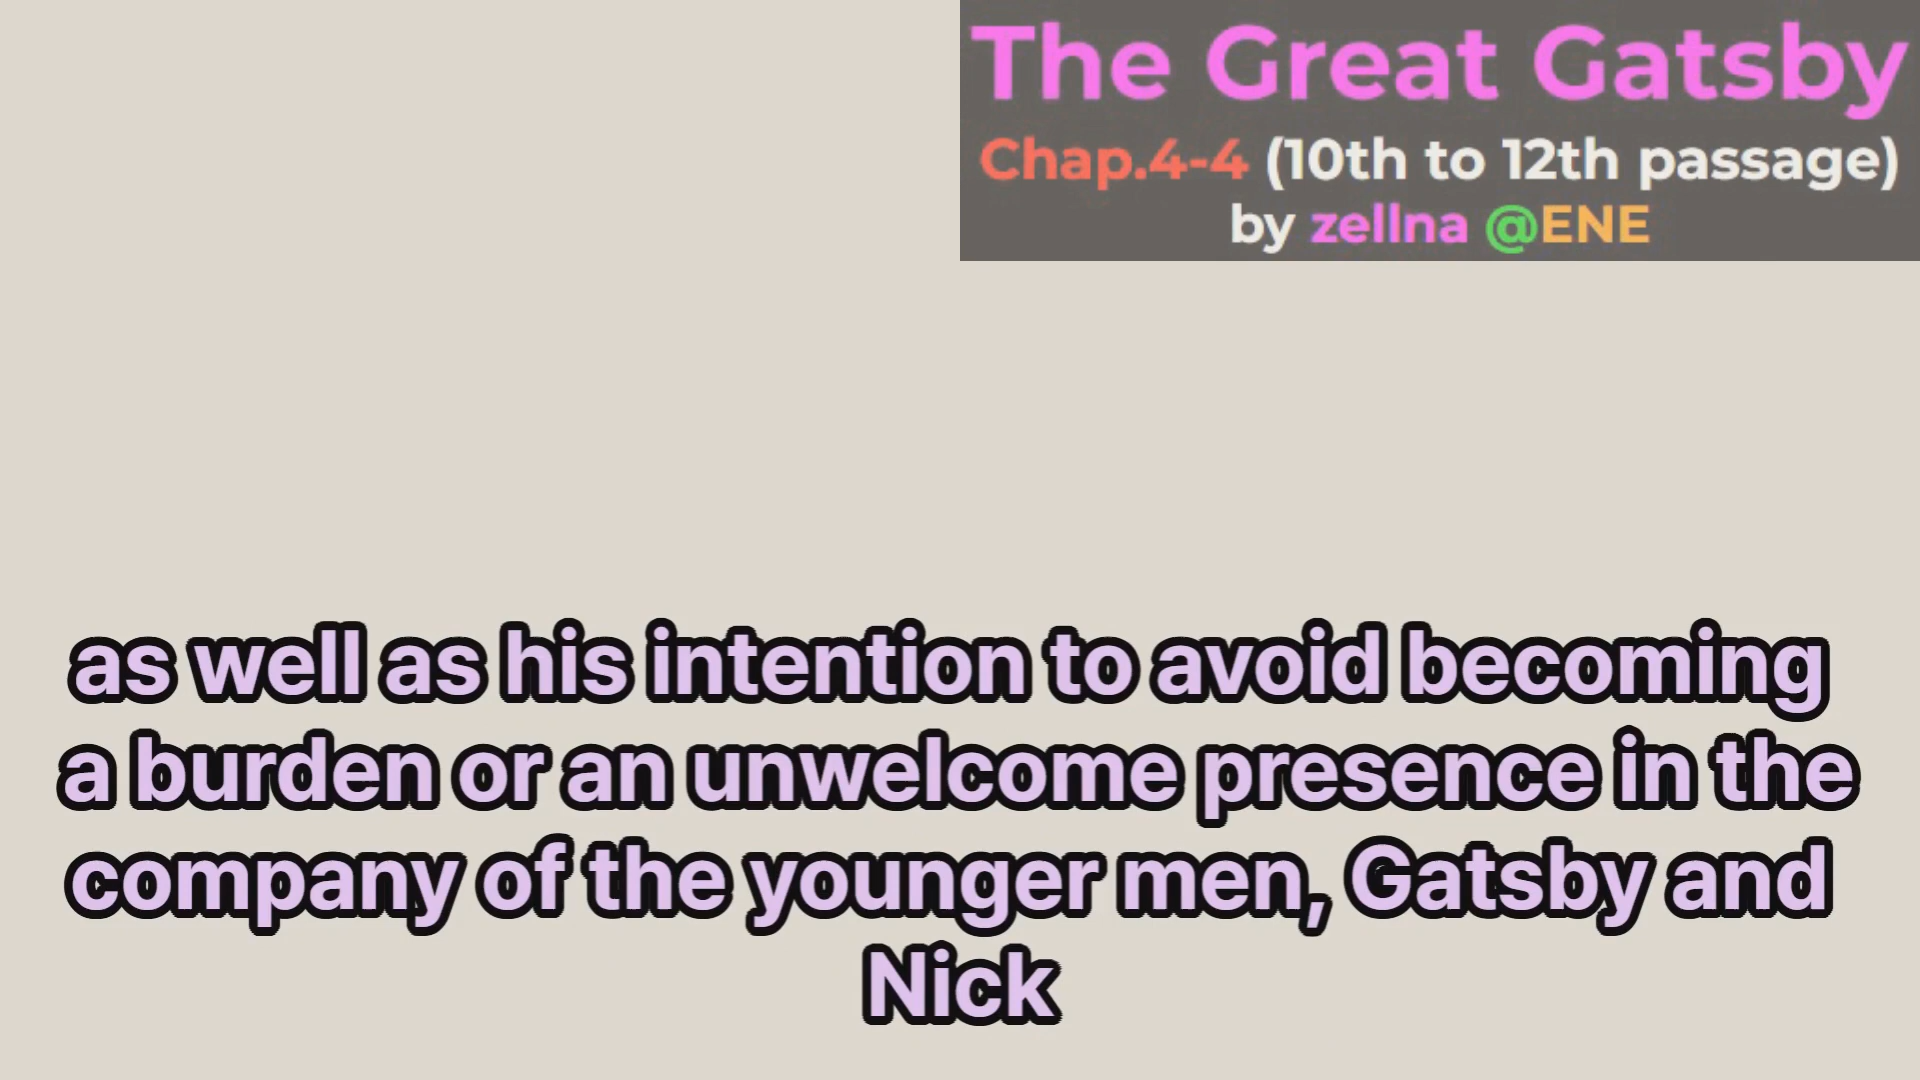 The Great Gatsby
Chap.4-4 (10th to 12th passage)
by zellna @ENE
as well as his intention to avoid becoming
a burden or an unwelcome presence in the
company of the younger men, Gatsby and
Nick